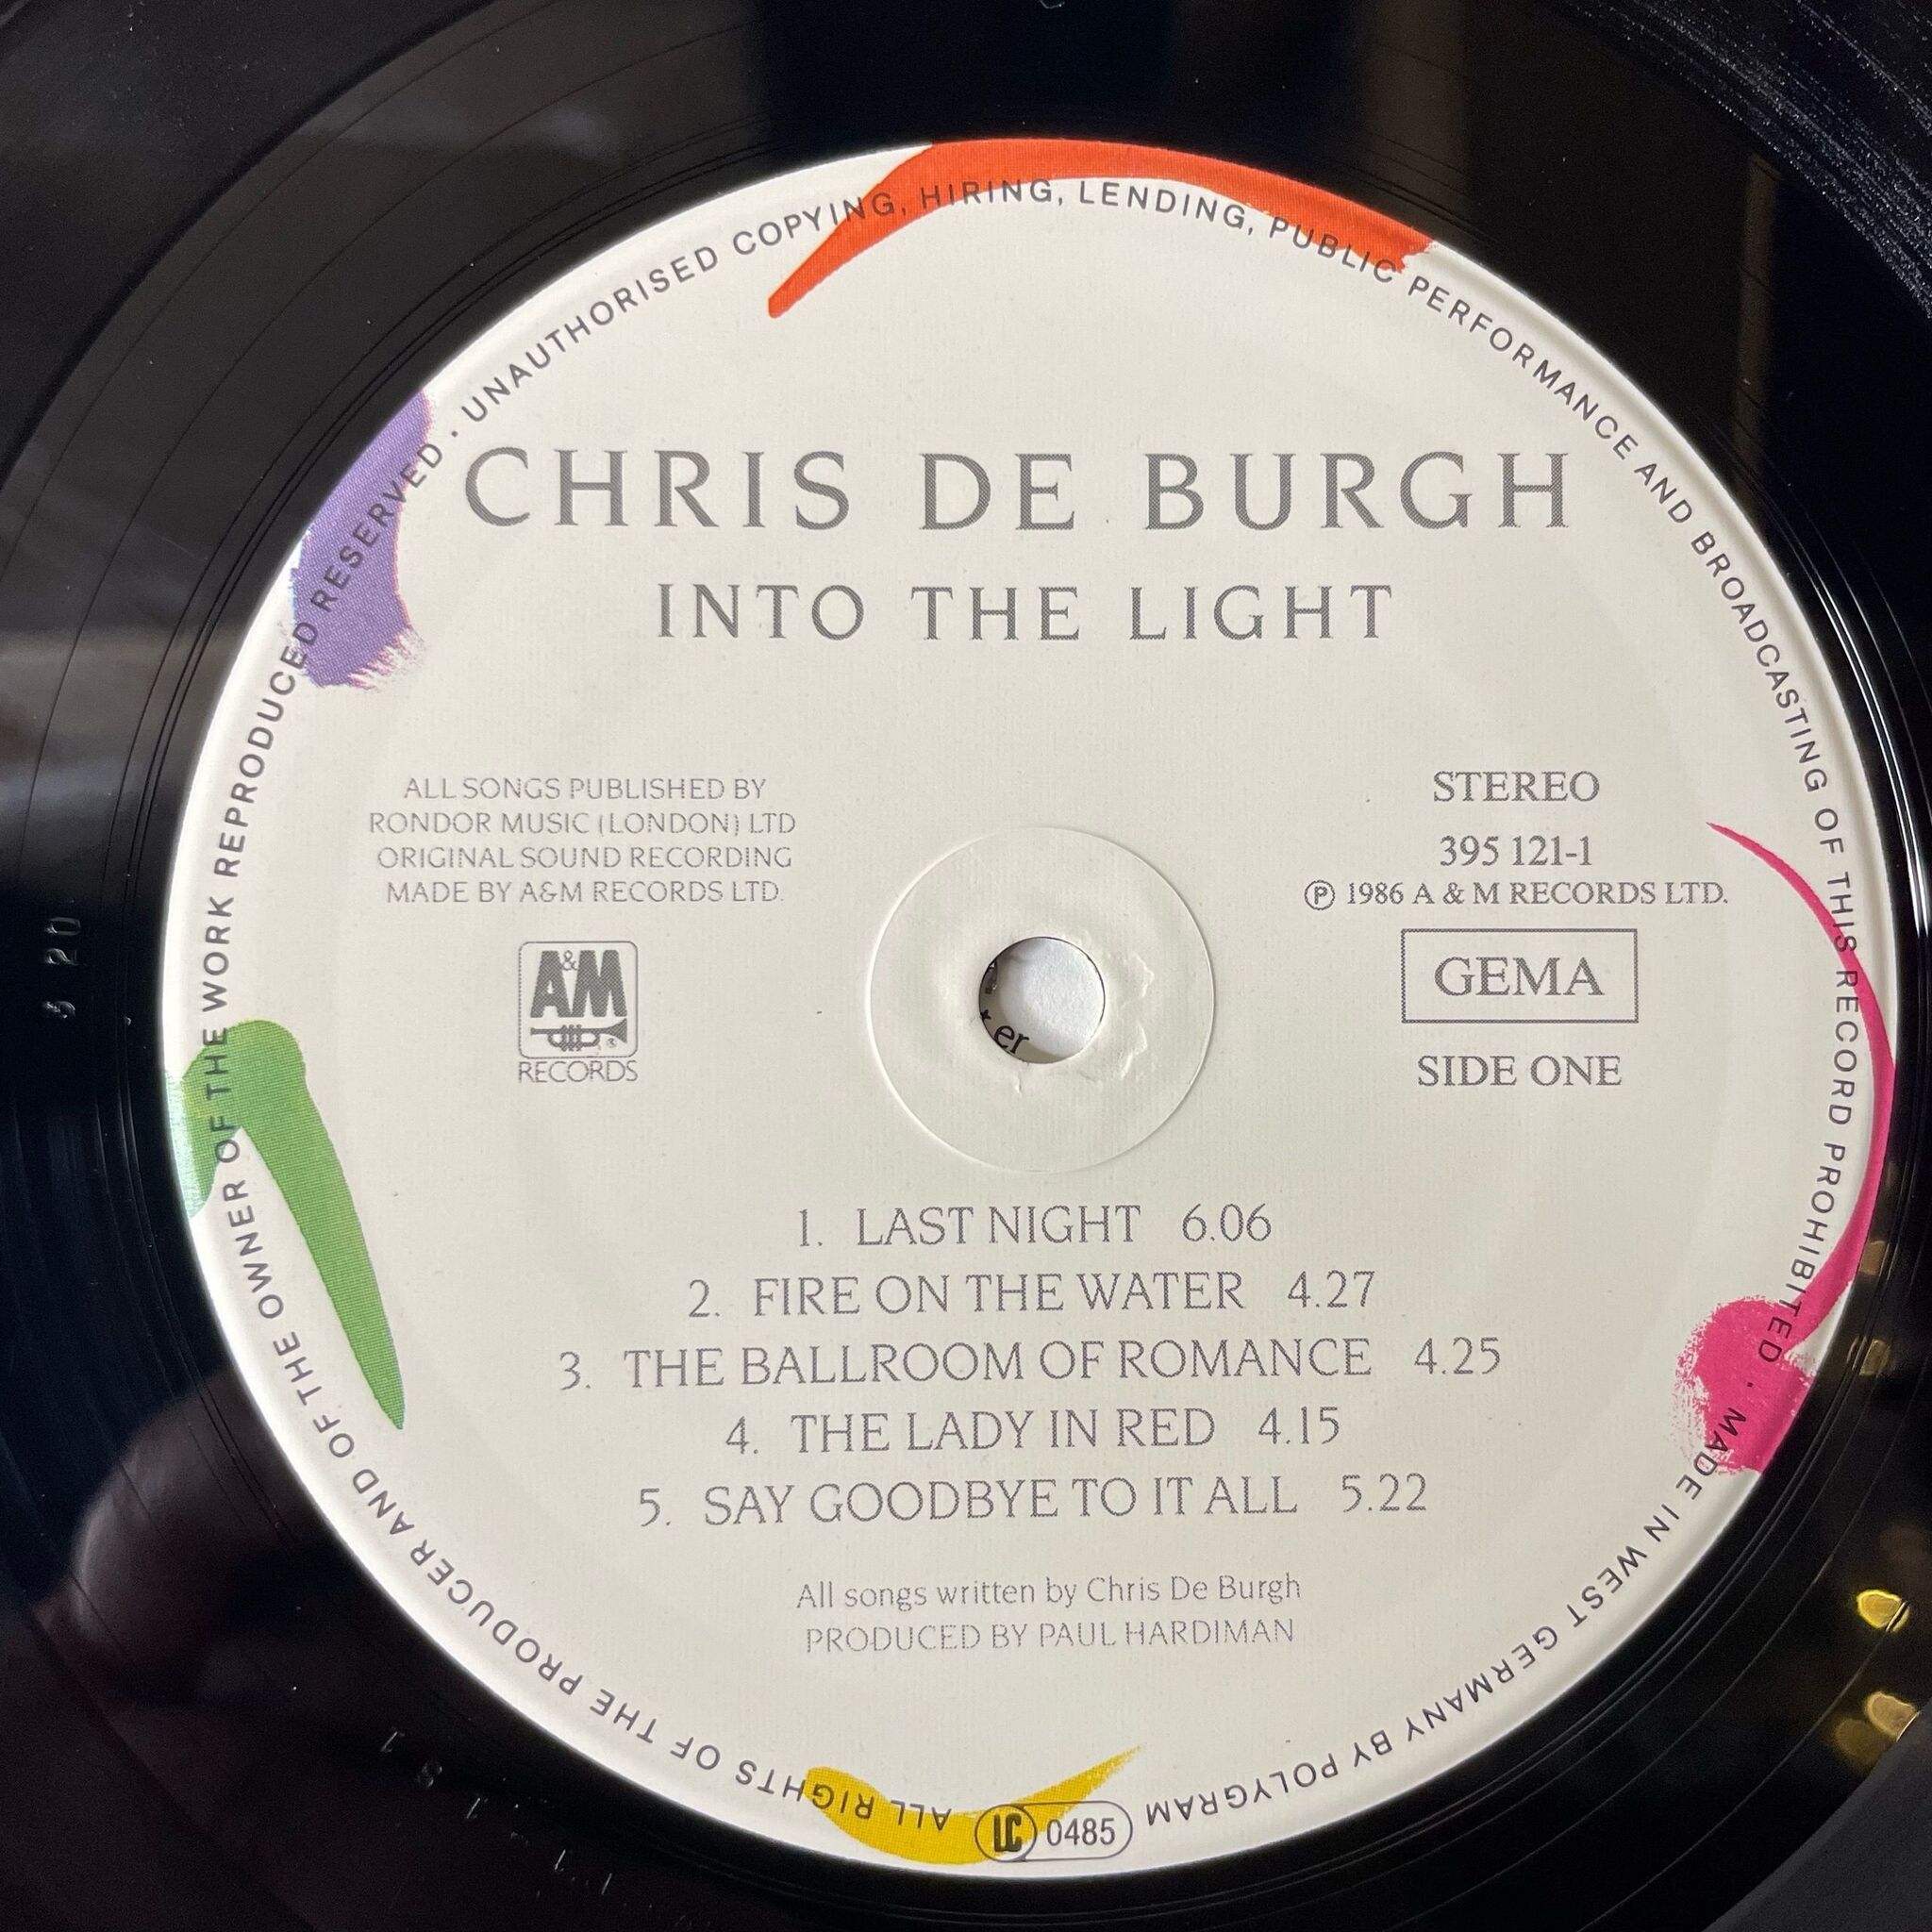 CHRIS DE BURGH
INTO THE LIGHT
ALL SONGS PUBLISHED BY
RONDOR MUSIC (LONDON) LTD
ORIGINAL SOUND RECORDING
MADE BY A&M RECORDS LTD.
A&M
RECORDS
STEREO
395 121-1
Ⓟ 1986 A & M RECORDS LTD.
GEMA
SIDE ONE
er
1. LAST NIGHT 6.06
2. FIRE ON THE WATER 4.27
3. THE BALLROOM OF ROMANCE 4.25
4. THE LADY IN RED 4.15
5. SAY GOODBYE TO IT ALL 5.22
All songs written by Chris De Burgh
PRODUCED BY PAUL HARDIMAN
ALL RIGHTS OF THE PRODUCER AND OF THE OWNER OF THE WORK REPRODUCED RESERVED · UNAUTHORISED COPYING, HIRING, LENDING, PUBLIC PERFORMANCE AND BROADCASTING OF THIS RECORD PROHIBITED · MADE IN WEST GERMANY BY POLYGRAM
LC 0485